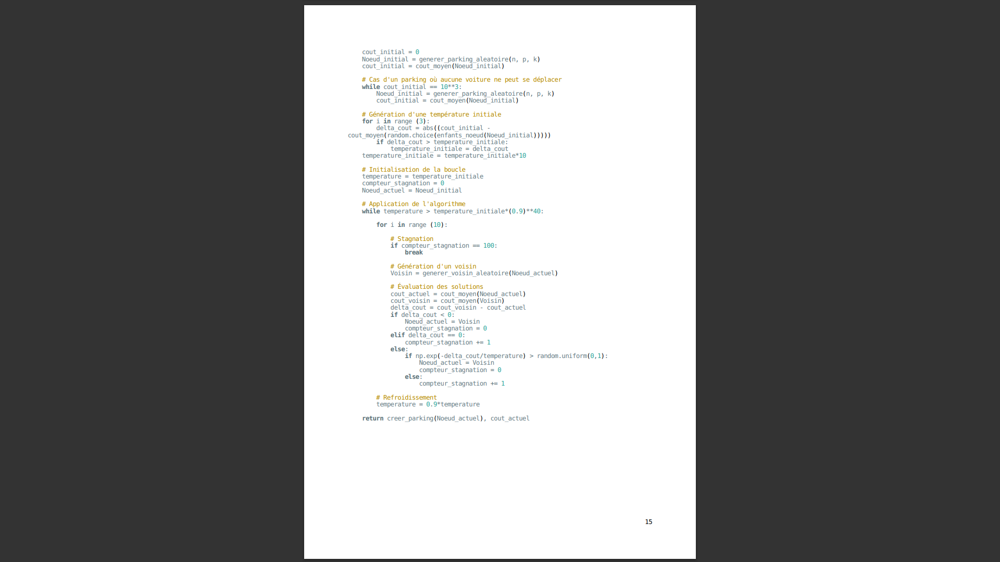 cout_initial = 0
Noeud_initial = generer_parking_aleatoire(n, p, k)
cout_initial = cout_moyen(Noeud_initial)
# Cas d'un parking où aucune voiture ne peut se déplacer
while cout_initial == 10**3:
Noeud_initial = generer_parking_aleatoire(n, p, k)
cout_initial = cout_moyen(Noeud_initial)
# Génération d'une température initiale
for i in range (3):
delta_cout = abs((cout_initial -
cout_moyen(random.choice(enfants_noeud(Noeud_initial)))))
if delta_cout > temperature_initiale:
temperature_initiale = delta_cout
temperature_initiale = temperature_initiale*10
# Initialisation de la boucle
temperature = temperature_initiale
compteur_stagnation = 0
Noeud_actuel = Noeud_initial
# Application de l'algorithme
while temperature > temperature_initiale*(0.9)**40:
for i in range (10):
# Stagnation
if compteur_stagnation == 100:
break
# Génération d'un voisin
Voisin = generer_voisin_aleatoire(Noeud_actuel)
# Évaluation des solutions
cout_actuel = cout_moyen(Noeud_actuel)
cout_voisin = cout_moyen(Voisin)
delta_cout = cout_voisin - cout_actuel
if delta_cout < 0:
Noeud_actuel = Voisin
compteur_stagnation = 0
elif delta_cout == 0:
compteur_stagnation += 1
else:
if np.exp(-delta_cout/temperature) > random.uniform(0,1):
Noeud_actuel = Voisin
compteur_stagnation = 0
else:
compteur_stagnation += 1
# Refroidissement
temperature = 0.9*temperature
return creer_parking(Noeud_actuel), cout_actuel
15